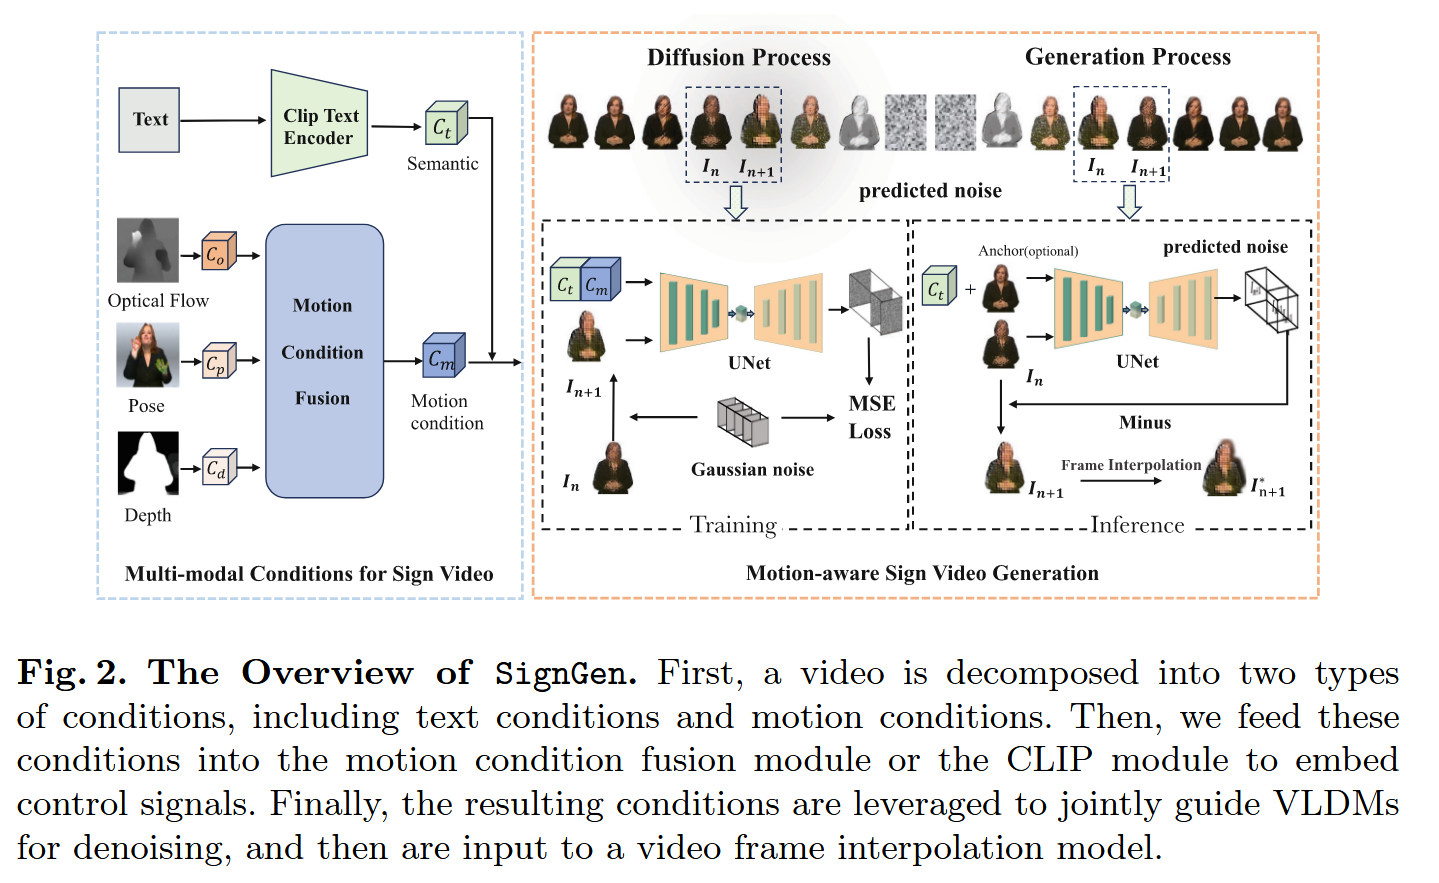 Text
Clip Text
Encoder
C_t
Semantic
Optical Flow
C_o
Pose
C_p
Depth
C_d
Motion
Condition
Fusion
C_m
Motion
condition
Multi-modal Conditions for Sign Video
Diffusion Process
Generation Process
I_n I_{n+1}
I_n I_{n+1}
predicted noise
C_t C_m
I_{n+1}
I_n
UNet
Gaussian noise
MSE
Loss
Training
Anchor(optional)
C_t +
I_n
UNet
predicted noise
Minus
I_{n+1}
Frame Interpolation
I^*_{n+1}
Inference
Motion-aware Sign Video Generation
Fig. 2. The Overview of SignGen. First, a video is decomposed into two types
of conditions, including text conditions and motion conditions. Then, we feed these
conditions into the motion condition fusion module or the CLIP module to embed
control signals. Finally, the resulting conditions are leveraged to jointly guide VLDMs
for denoising, and then are input to a video frame interpolation model.